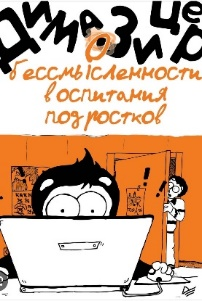 Дима Зицер
О
бессмысленности
воспитания
подростков